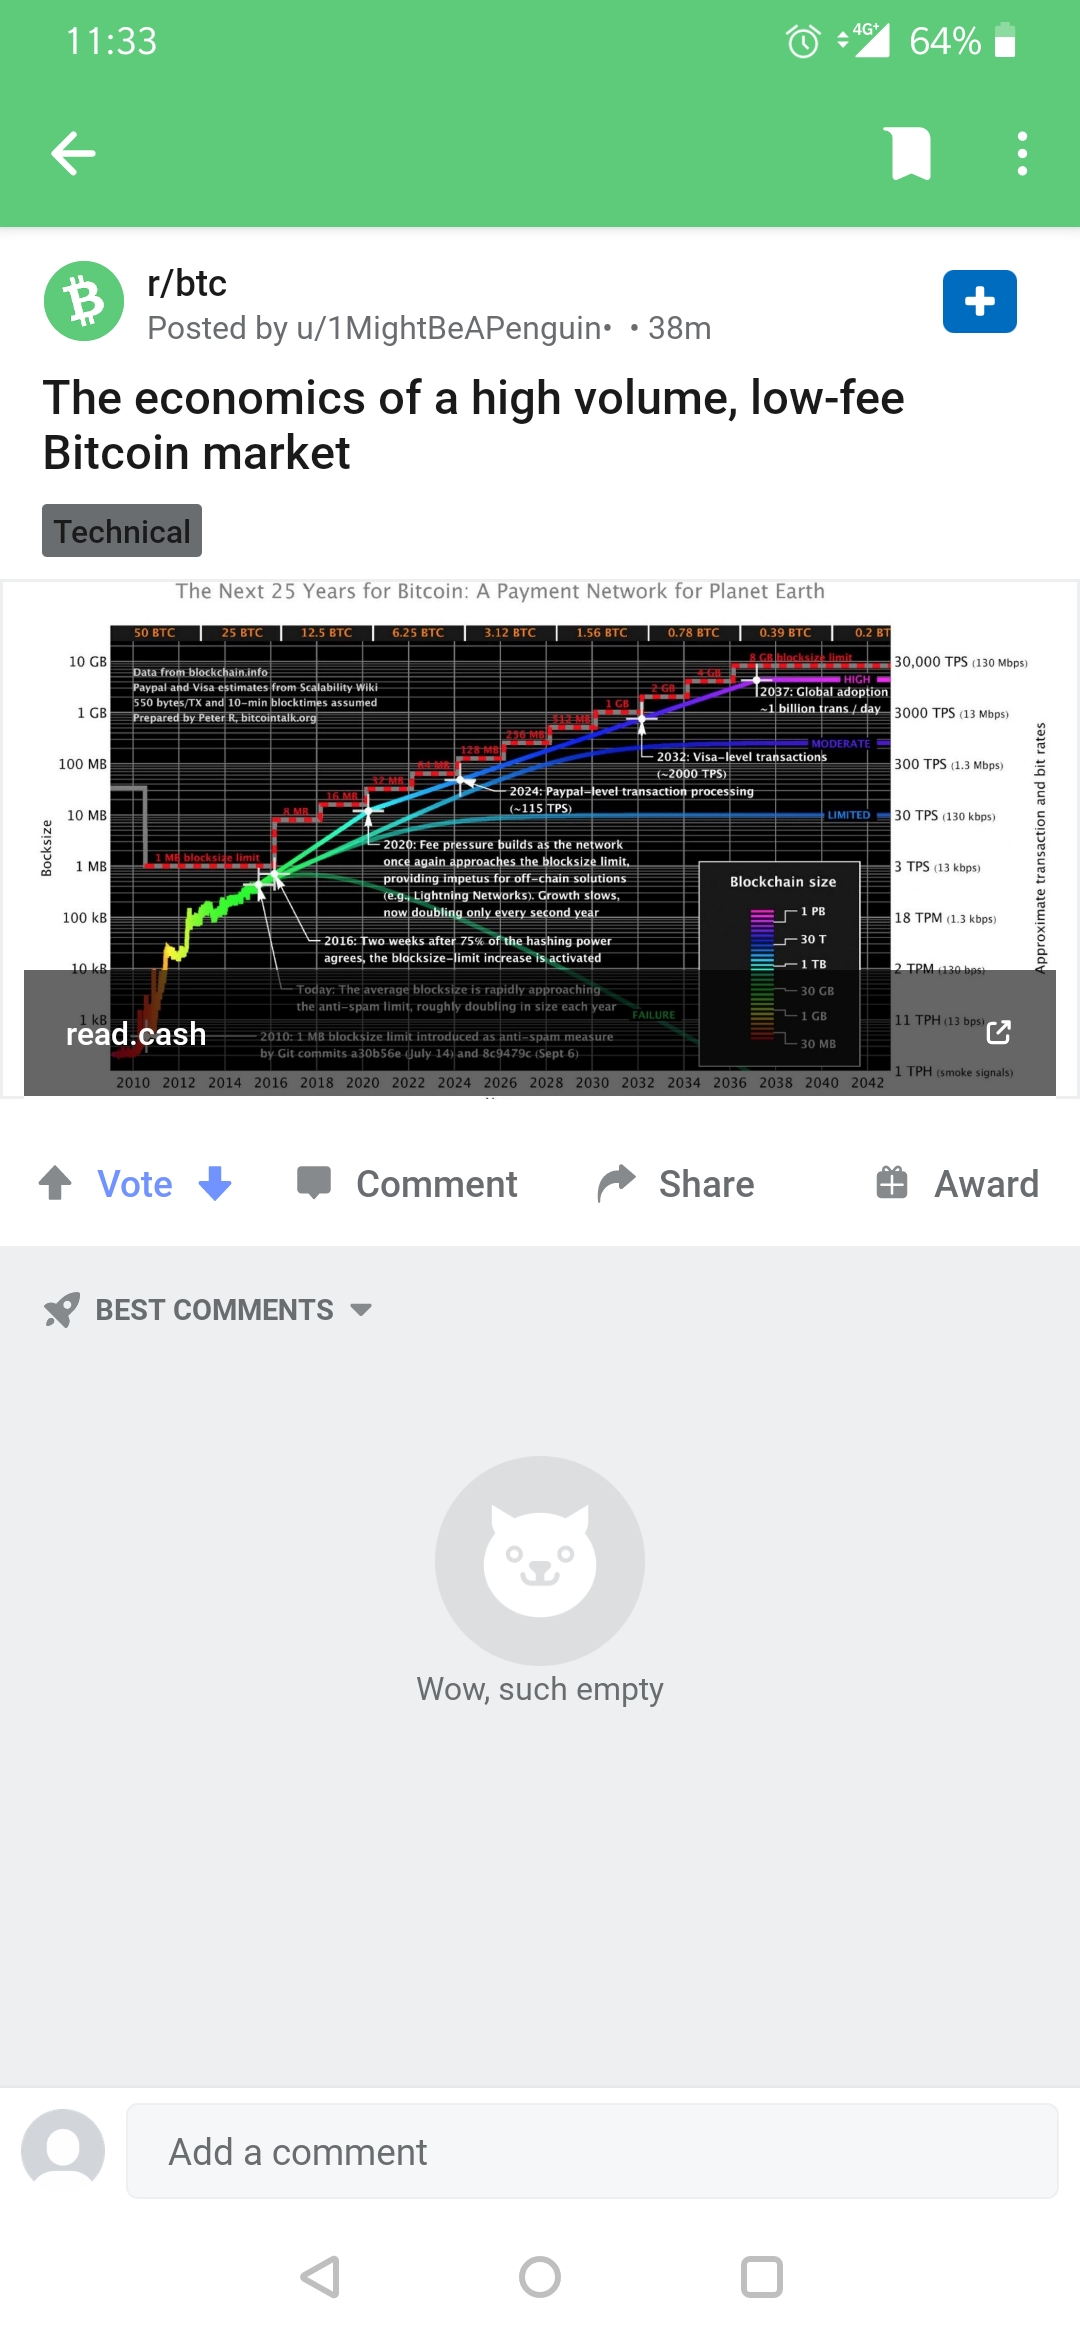 11:33
4G+
64%
r/btc
Posted by u/1MightBeAPenguin• • 38m
The economics of a high volume, low-fee
Bitcoin market
Technical
The Next 25 Years for Bitcoin: A Payment Network for Planet Earth
50 BTC
25 BTC
12.5 BTC
6.25 BTC
3.12 BTC
1.56 BTC
0.78 BTC
0.39 BTC
0.2 BT
10 GB
1 GB
100 MB
10 MB
1 MB
100 kB
10 kB
1 kB
Bocksize
Data from blockchain.info
Paypal and Visa estimates from Scalability Wiki
550 bytes/TX and 10-min blocktimes assumed
Prepared by Peter R, bitcointalk.org
1 MB blocksize limit
8 MB
16 MB
32 MB
64 MB
128 MB
256 MB
512 MB
1 GB
2 GB
4 GB
8 GB blocksize limit
HIGH
2037: Global adoption
~1 billion trans / day
MODERATE
2032: Visa-level transactions
(~2000 TPS)
2024: Paypal-level transaction processing
(~115 TPS)
LIMITED
2020: Fee pressure builds as the network
once again approaches the blocksize limit,
providing impetus for off-chain solutions
(e.g., Lightning Networks). Growth slows,
now doubling only every second year
2016: Two weeks after 75% of the hashing power
agrees, the blocksize-limit increase is activated
Today: The average blocksize is rapidly approaching
the anti-spam limit, roughly doubling in size each year
FAILURE
2010: 1 MB blocksize limit introduced as anti-spam measure
by Git commits a30b56e (July 14) and 8c9479c (Sept 6)
Blockchain size
1 PB
30 T
1 TB
30 GB
1 GB
30 MB
30,000 TPS (130 Mbps)
3000 TPS (13 Mbps)
300 TPS (1.3 Mbps)
30 TPS (130 kbps)
3 TPS (13 kbps)
18 TPM (1.3 kbps)
2 TPM (130 bps)
11 TPH (13 bps)
1 TPH (smoke signals)
Approximate transaction and bit rates
2010 2012 2014 2016 2018 2020 2022 2024 2026 2028 2030 2032 2034 2036 2038 2040 2042
read.cash
Vote
Comment
Share
Award
BEST COMMENTS
Wow, such empty
Add a comment